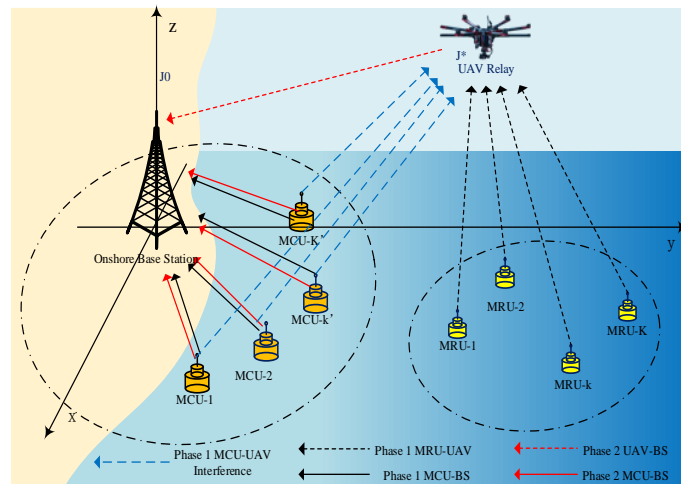 Z
J0
J*
UAV Relay
MCU-K'
y
Onshore Base Station
MRU-2
MCU-k'
MRU-K
MRU-1
MCU-2
MRU-k
MCU-1
X
Phase 1 MCU-UAV
Interference
Phase 1 MRU-UAV
Phase 2 UAV-BS
Phase 1 MCU-BS
Phase 2 MCU-BS